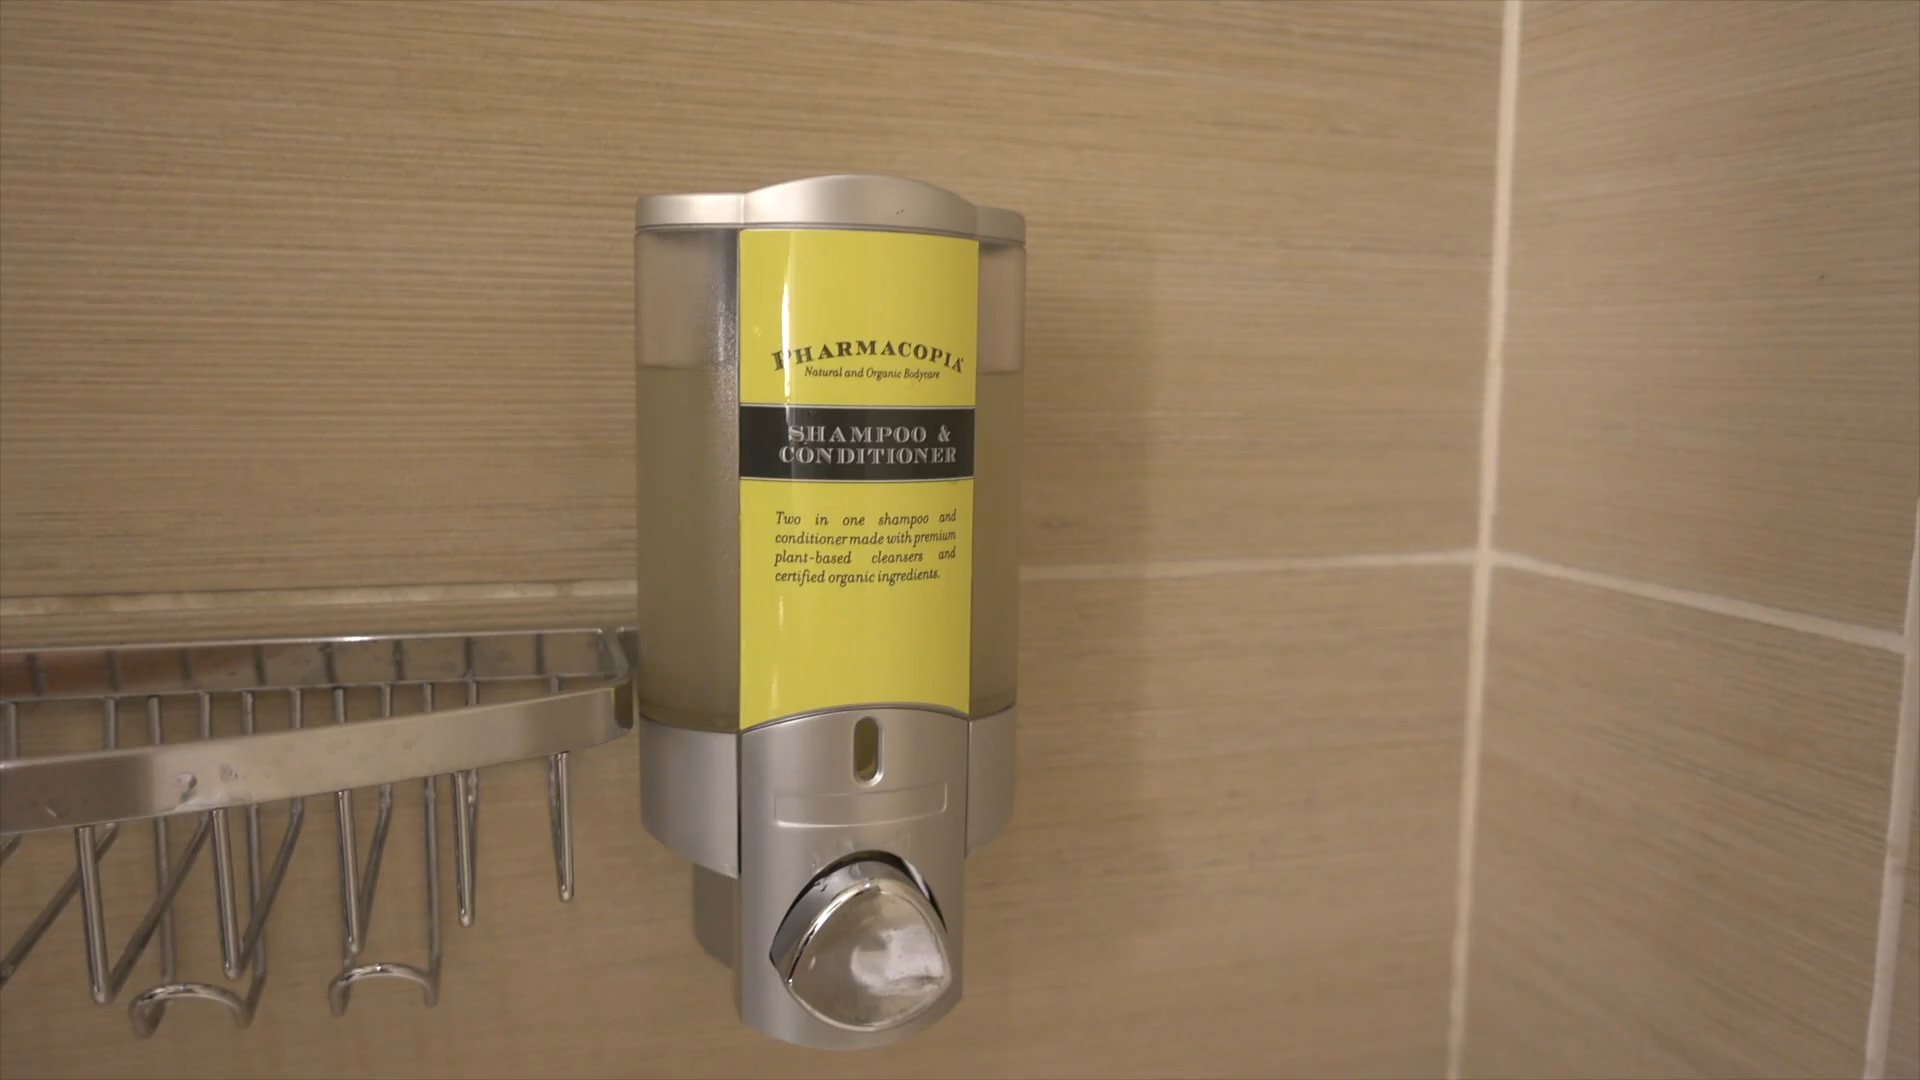 PHARMACOPIA
Natural and Organic Bodycare
SHAMPOO &
CONDITIONER
Two in one shampoo and
conditioner made with premium
plant-based cleansers and
certified organic ingredients.